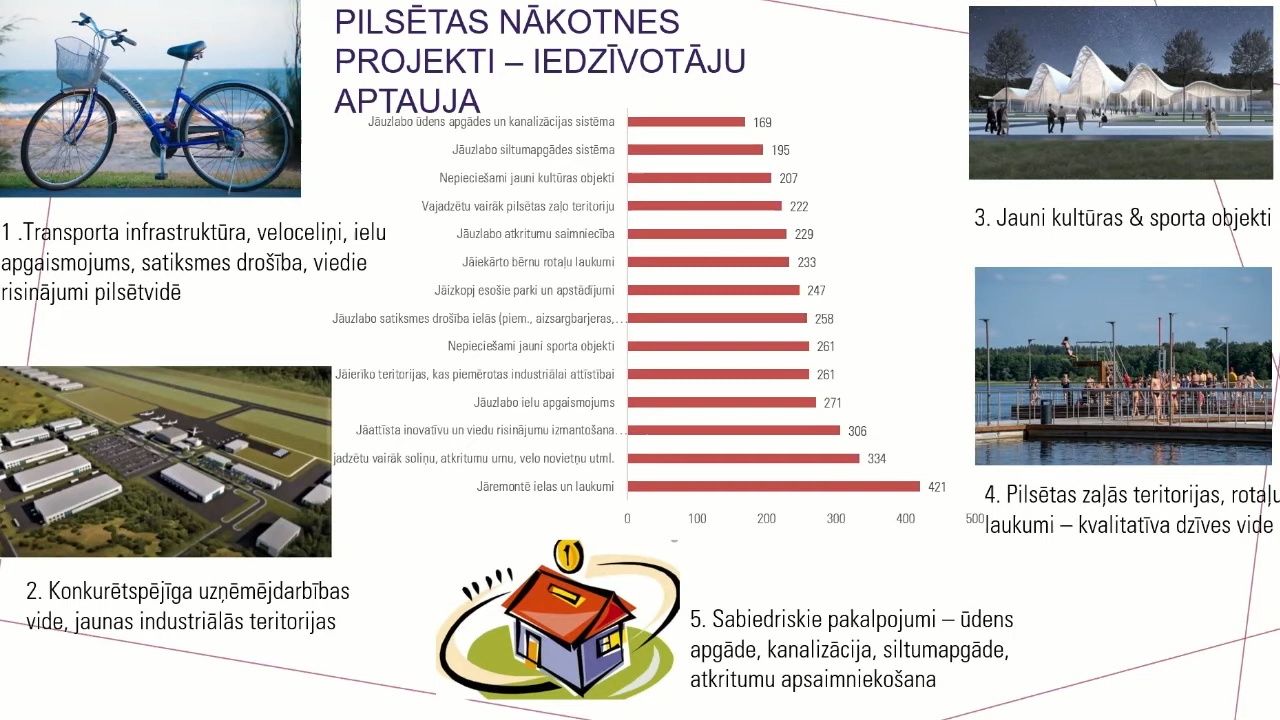 PILSĒTAS NĀKOTNES
PROJEKTI – IEDZĪVOTĀJU
APTAUJA
Jāuzlabo ūdens apgādes un kanalizācijas sistēma 169
Jāuzlabo siltumapgādes sistēma 195
Nepieciešami jauni kultūras objekti 207
Vajadzētu vairāk pilsētas zaļo teritoriju 222
Jāuzlabo atkritumu saimniecība 229
Jāiekārto bērnu rotaļu laukumi 233
Jāizkopj esošie parki un apstādījumi 247
Jāuzlabo satiksmes drošība ielās (piem., aizsargbarjeras,… 258
Nepieciešami jauni sporta objekti 261
Jāierīko teritorijas, kas piemērotas industriālai attīstībai 261
Jāuzlabo ielu apgaismojums 271
Jāattīsta inovatīvu un viedu risinājumu izmantošana… 306
jadzētu vairāk soliņu, atkritumu urnu, velo novietņu utml. 334
Jāremontē ielas un laukumi 421
0 100 200 300 400 500
1 .Transporta infrastruktūra, veloceliņi, ielu
apgaismojums, satiksmes drošība, viedie
risinājumi pilsētvidē
2. Konkurētspējīga uzņēmējdarbības
vide, jaunas industriālās teritorijas
3. Jauni kultūras & sporta objekti
4. Pilsētas zaļās teritorijas, rotaļu
laukumi – kvalitatīva dzīves vide
1
5. Sabiedriskie pakalpojumi – ūdens
apgāde, kanalizācija, siltumapgāde,
atkritumu apsaimniekošana